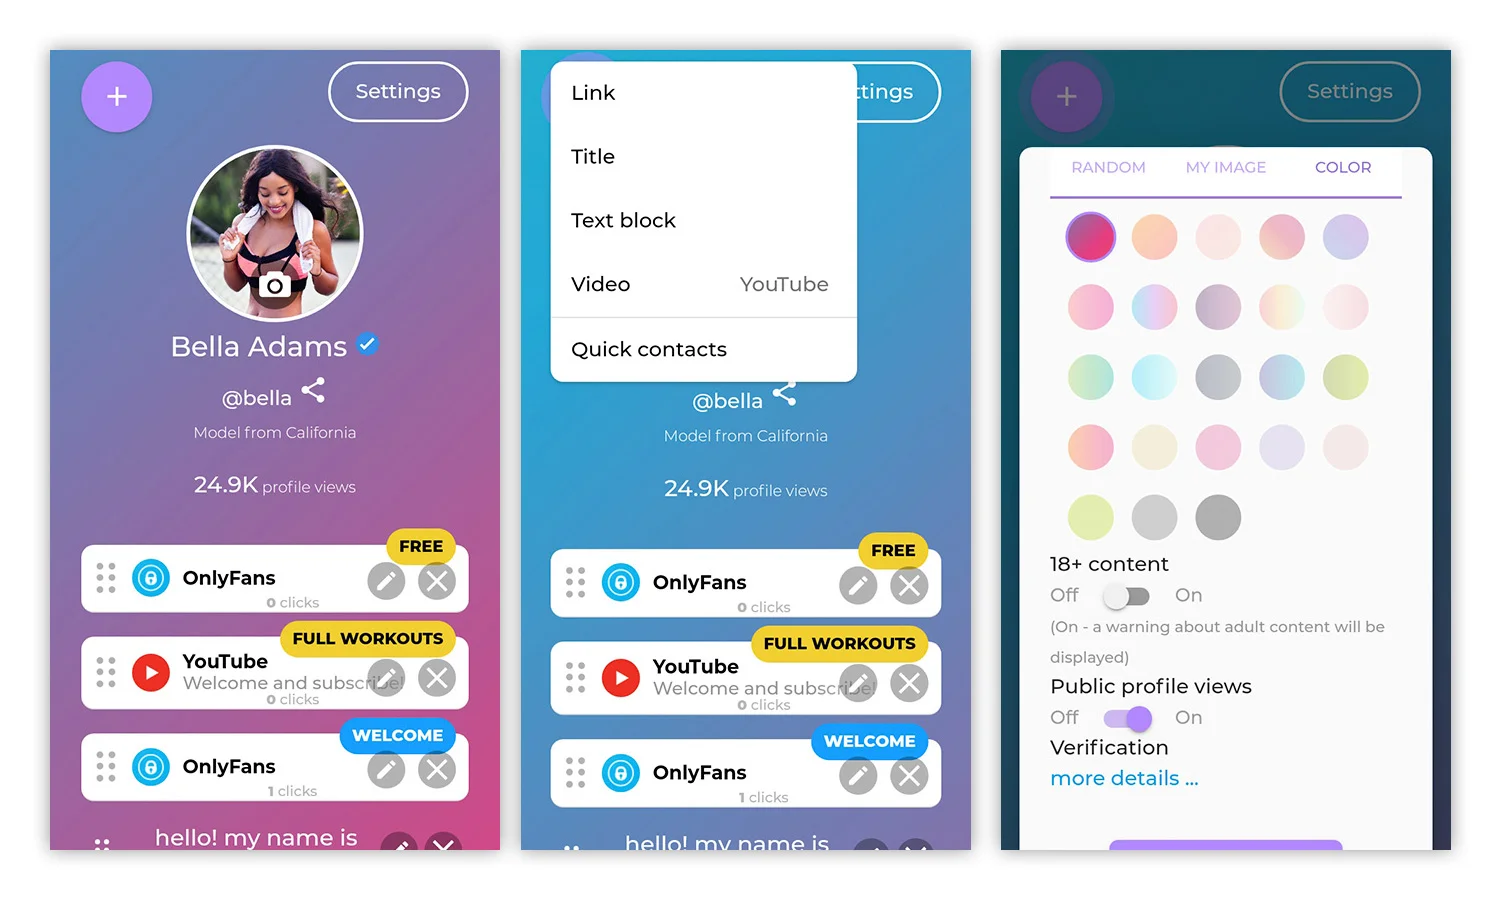 +
Settings
Bella Adams
@bella
Model from California
24.9K profile views
FREE
OnlyFans
0 clicks
FULL WORKOUTS
YouTube
Welcome and subscribe!
0 clicks
WELCOME
OnlyFans
1 clicks
hello! my name is
Link
ttings
Title
Text block
Video YouTube
Quick contacts
@bella
Model from California
24.9K profile views
FREE
OnlyFans
0 clicks
FULL WORKOUTS
YouTube
Welcome and subscribe!
0 clicks
WELCOME
OnlyFans
1 clicks
hello! my name is
+
Settings
RANDOM MY IMAGE COLOR
18+ content
Off On
(On - a warning about adult content will be
displayed)
Public profile views
Off On
Verification
more details ...